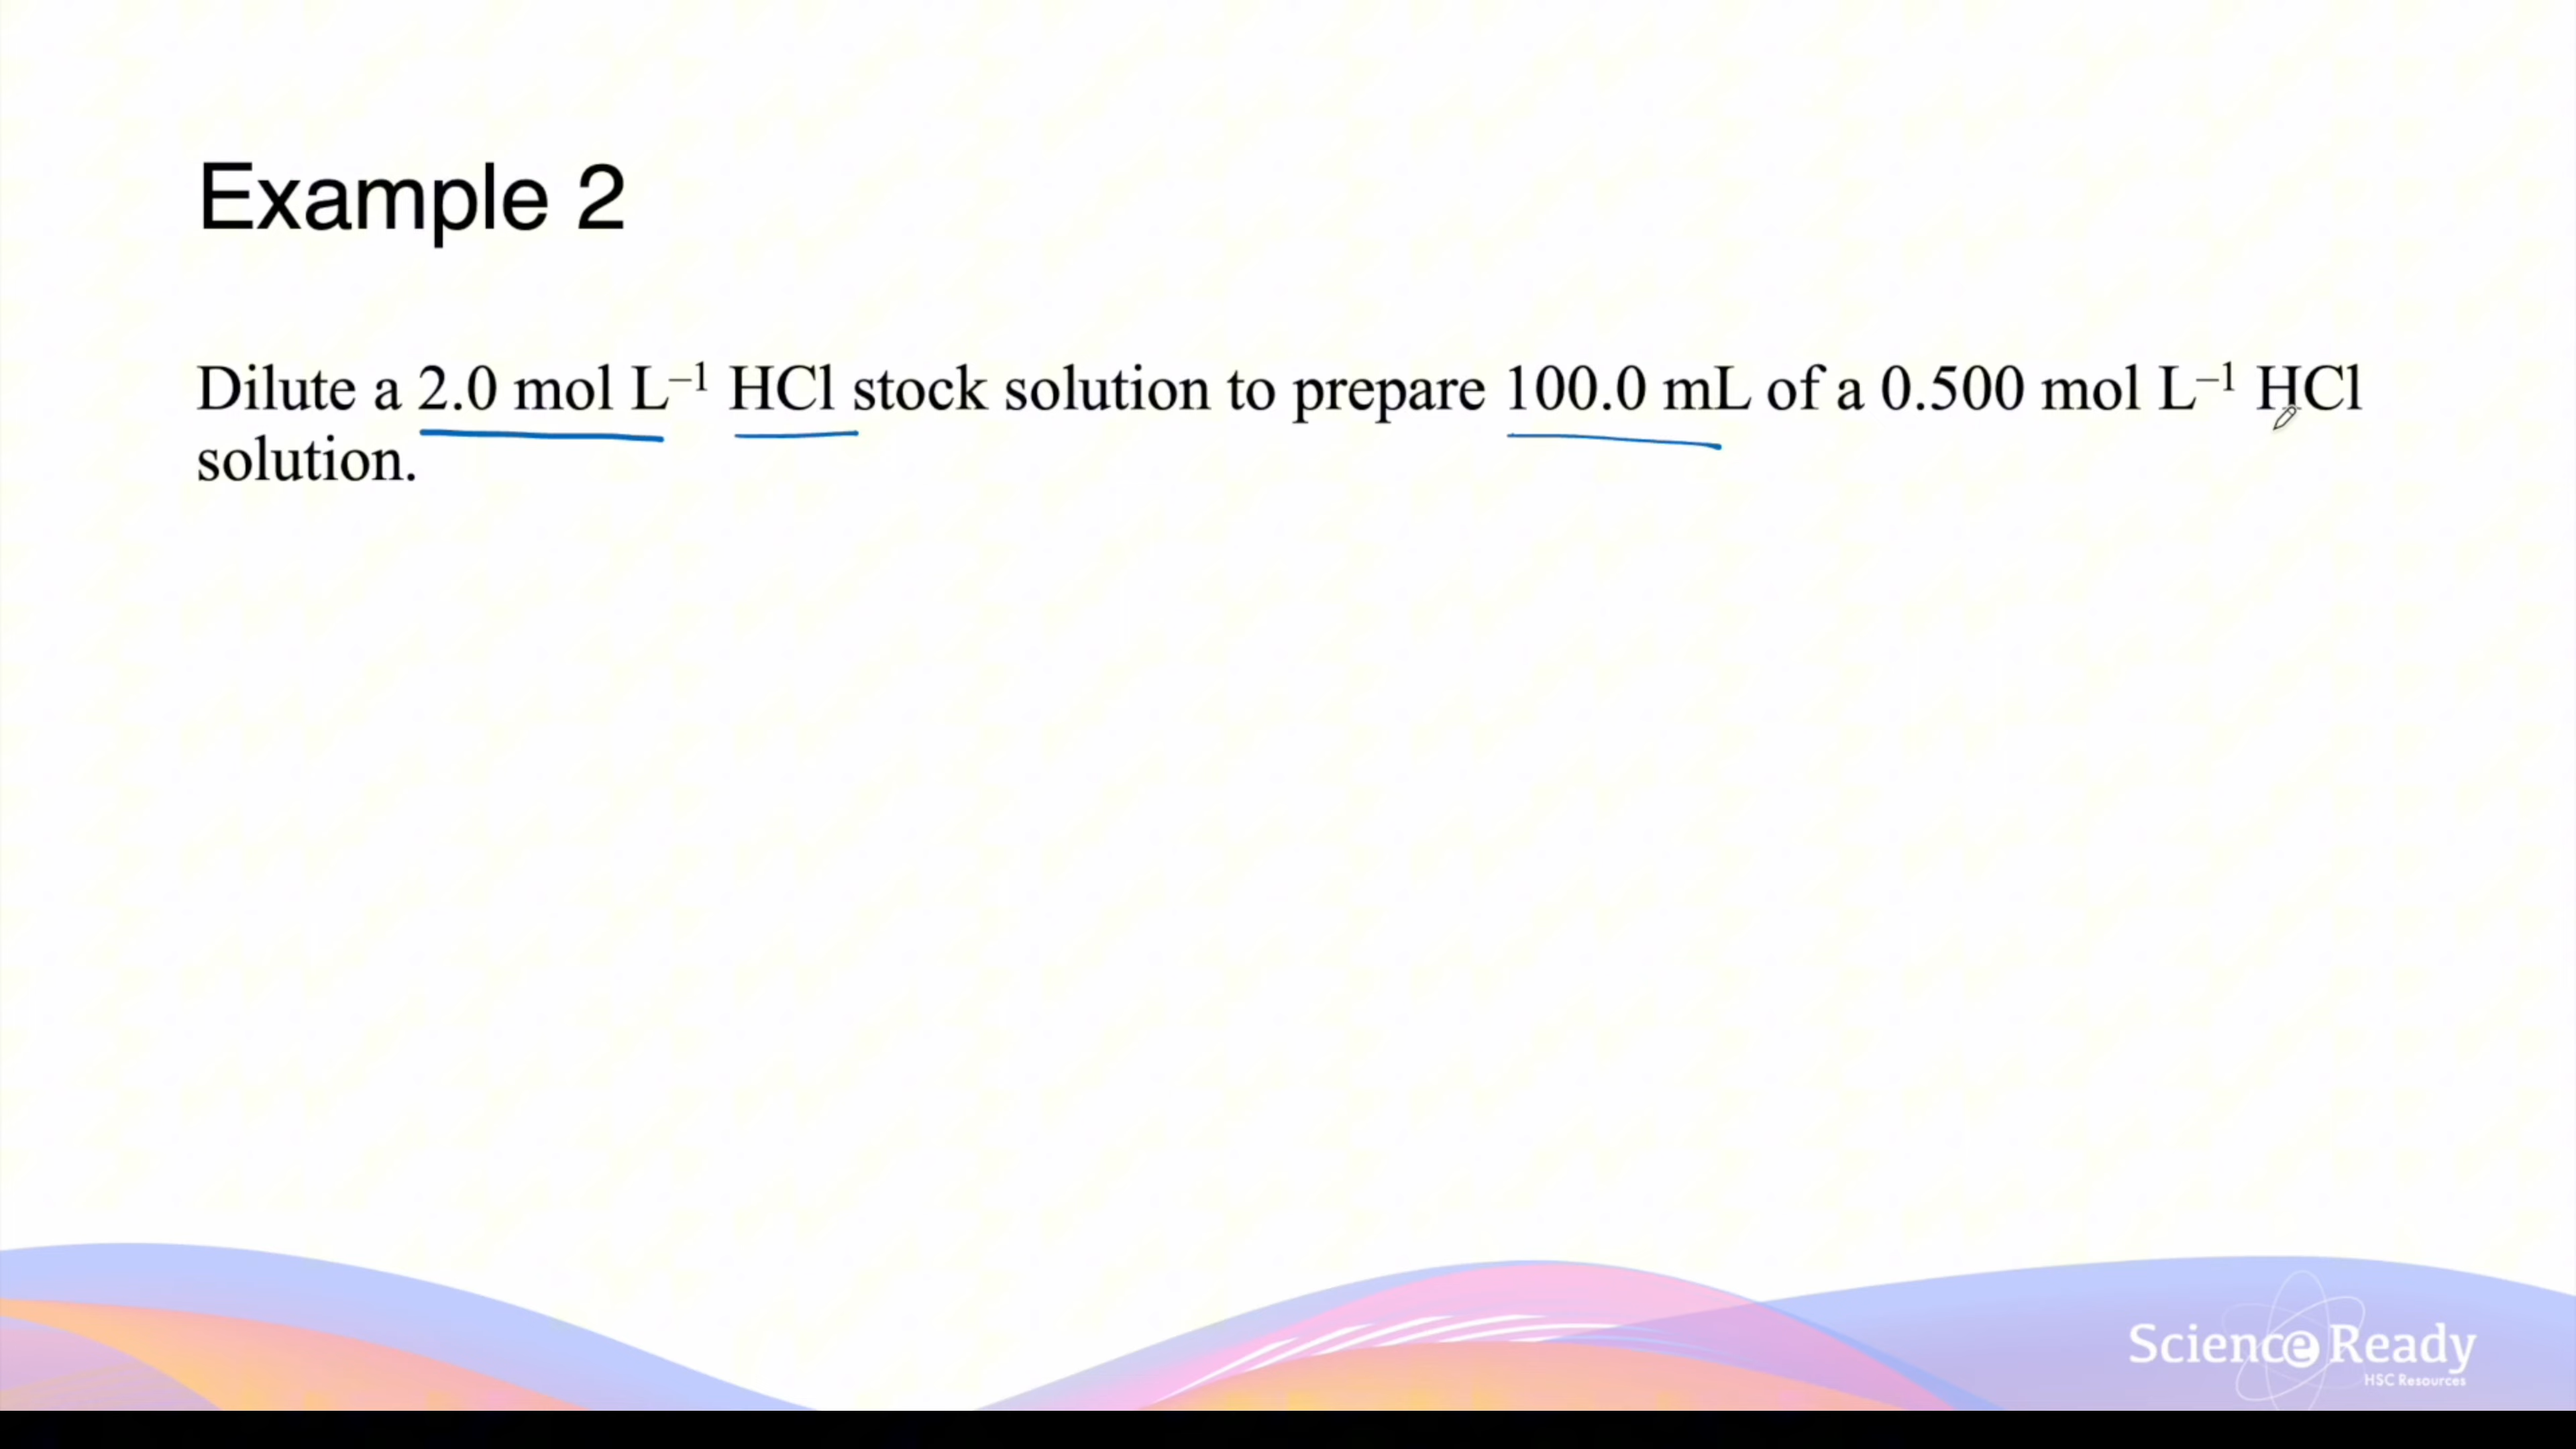 Example 2
Dilute a 2.0 mol L⁻¹ HCl stock solution to prepare 100.0 mL of a 0.500 mol L⁻¹ HCl
solution.
Science Ready
HSC Resources